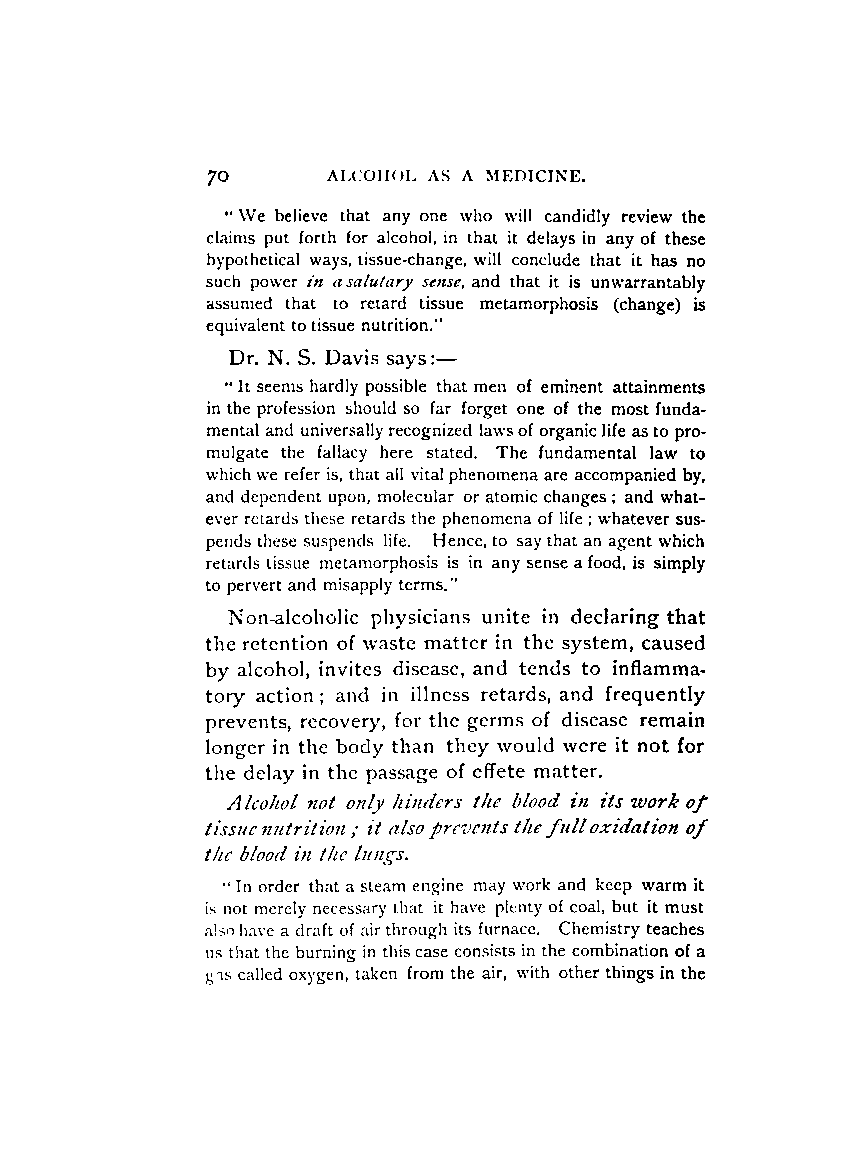 70 ALCOHOL AS A MEDICINE.
" We believe that any one who will candidly review the
claims put forth for alcohol, in that it delays in any of these
hypothetical ways, tissue-change, will conclude that it has no
such power in a salutary sense, and that it is unwarrantably
assumed that to retard tissue metamorphosis (change) is
equivalent to tissue nutrition."
Dr. N. S. Davis says:—
" It seems hardly possible that men of eminent attainments
in the profession should so far forget one of the most funda-
mental and universally recognized laws of organic life as to pro-
mulgate the fallacy here stated. The fundamental law to
which we refer is, that all vital phenomena are accompanied by,
and dependent upon, molecular or atomic changes ; and what-
ever retards these retards the phenomena of life ; whatever sus-
pends these suspends life. Hence, to say that an agent which
retards tissue metamorphosis is in any sense a food, is simply
to pervert and misapply terms."
Non-alcoholic physicians unite in declaring that
the retention of waste matter in the system, caused
by alcohol, invites disease, and tends to inflamma-
tory action ; and in illness retards, and frequently
prevents, recovery, for the germs of disease remain
longer in the body than they would were it not for
the delay in the passage of effete matter.
Alcohol not only hinders the blood in its work of
tissue nutrition ; it also prevents the full oxidation of
the blood in the lungs.
" In order that a steam engine may work and keep warm it
is not merely necessary that it have plenty of coal, but it must
also have a draft of air through its furnace. Chemistry teaches
us that the burning in this case consists in the combination of a
gas called oxygen, taken from the air, with other things in the